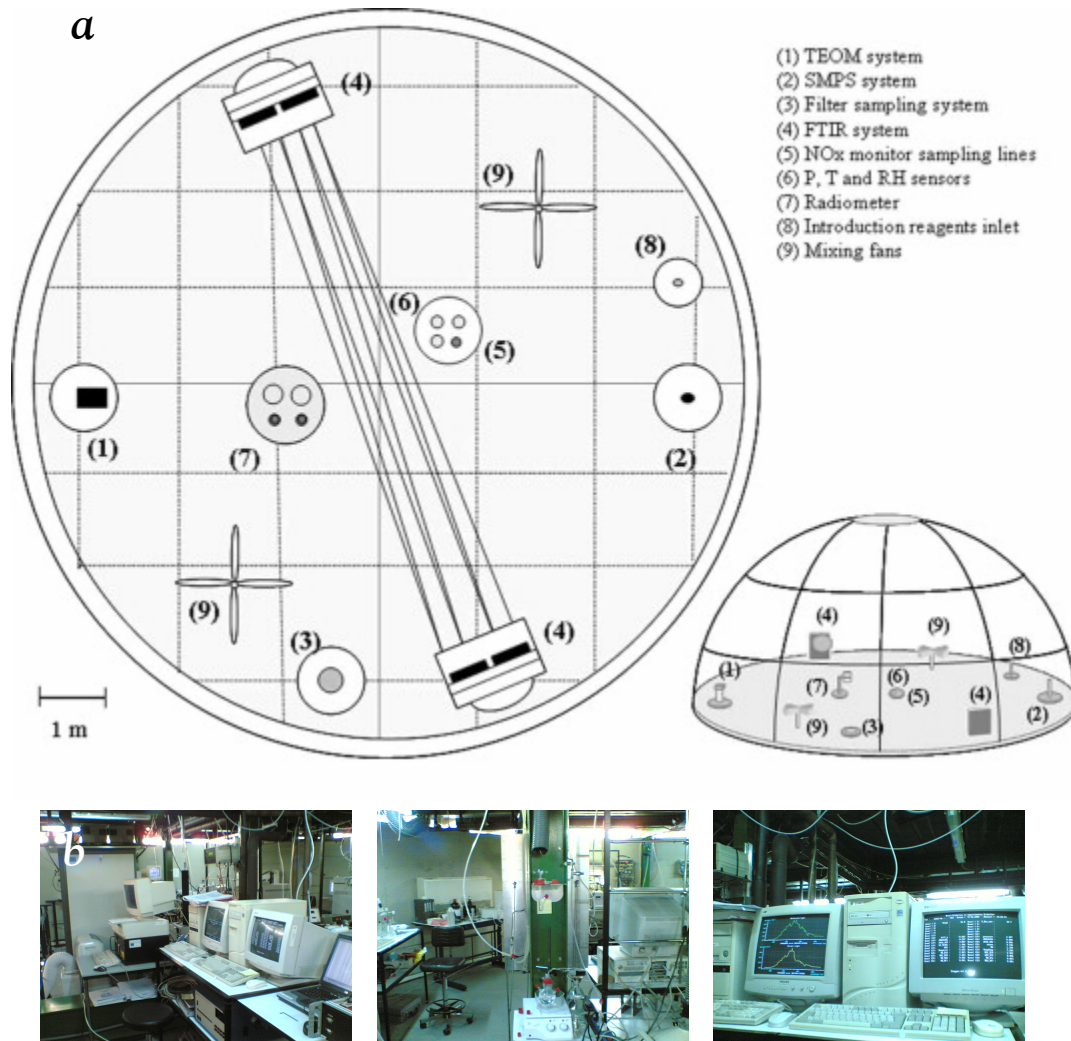 a
(1) TEOM system
(2) SMPS system
(3) Filter sampling system
(4) FTIR system
(5) NOx monitor sampling lines
(6) P, T and RH sensors
(7) Radiometer
(8) Introduction reagents inlet
(9) Mixing fans
(4)
(9)
(8)
(6)
(5)
(1)
(7)
(2)
(9)
(3)
(4)
1 m
(4)
(9)
(8)
(1)
(7)
(6)
(5)
(4)
(2)
(9)
(3)
b